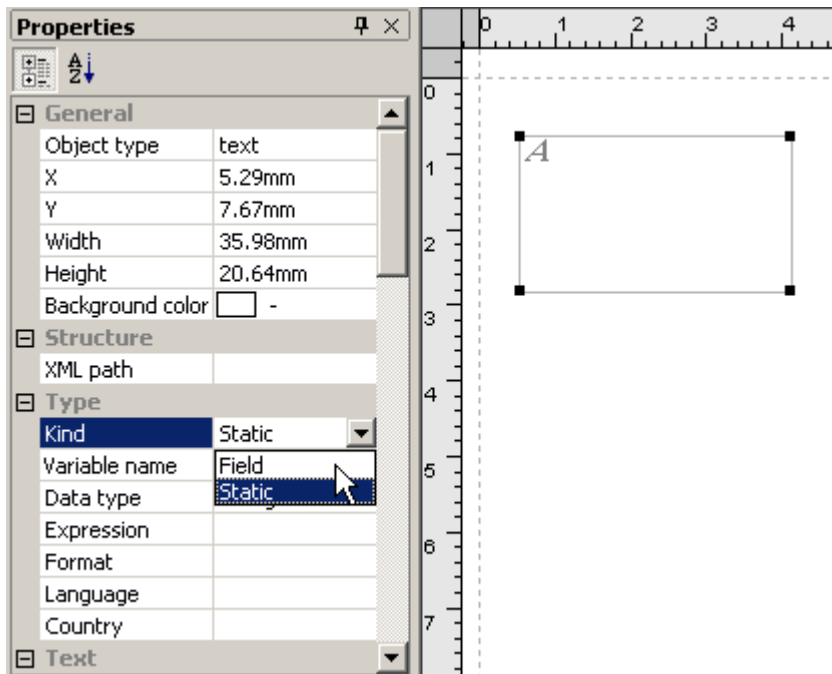 Properties
A
Z
General
Object type text
X 5.29mm
Y 7.67mm
Width 35.98mm
Height 20.64mm
Background color -
Structure
XML path
Type
Kind Static
Variable name Field
Data type Static
Expression
Format
Language
Country
Text
0 1 2 3 4
0
1
2
3
4
5
6
7
A